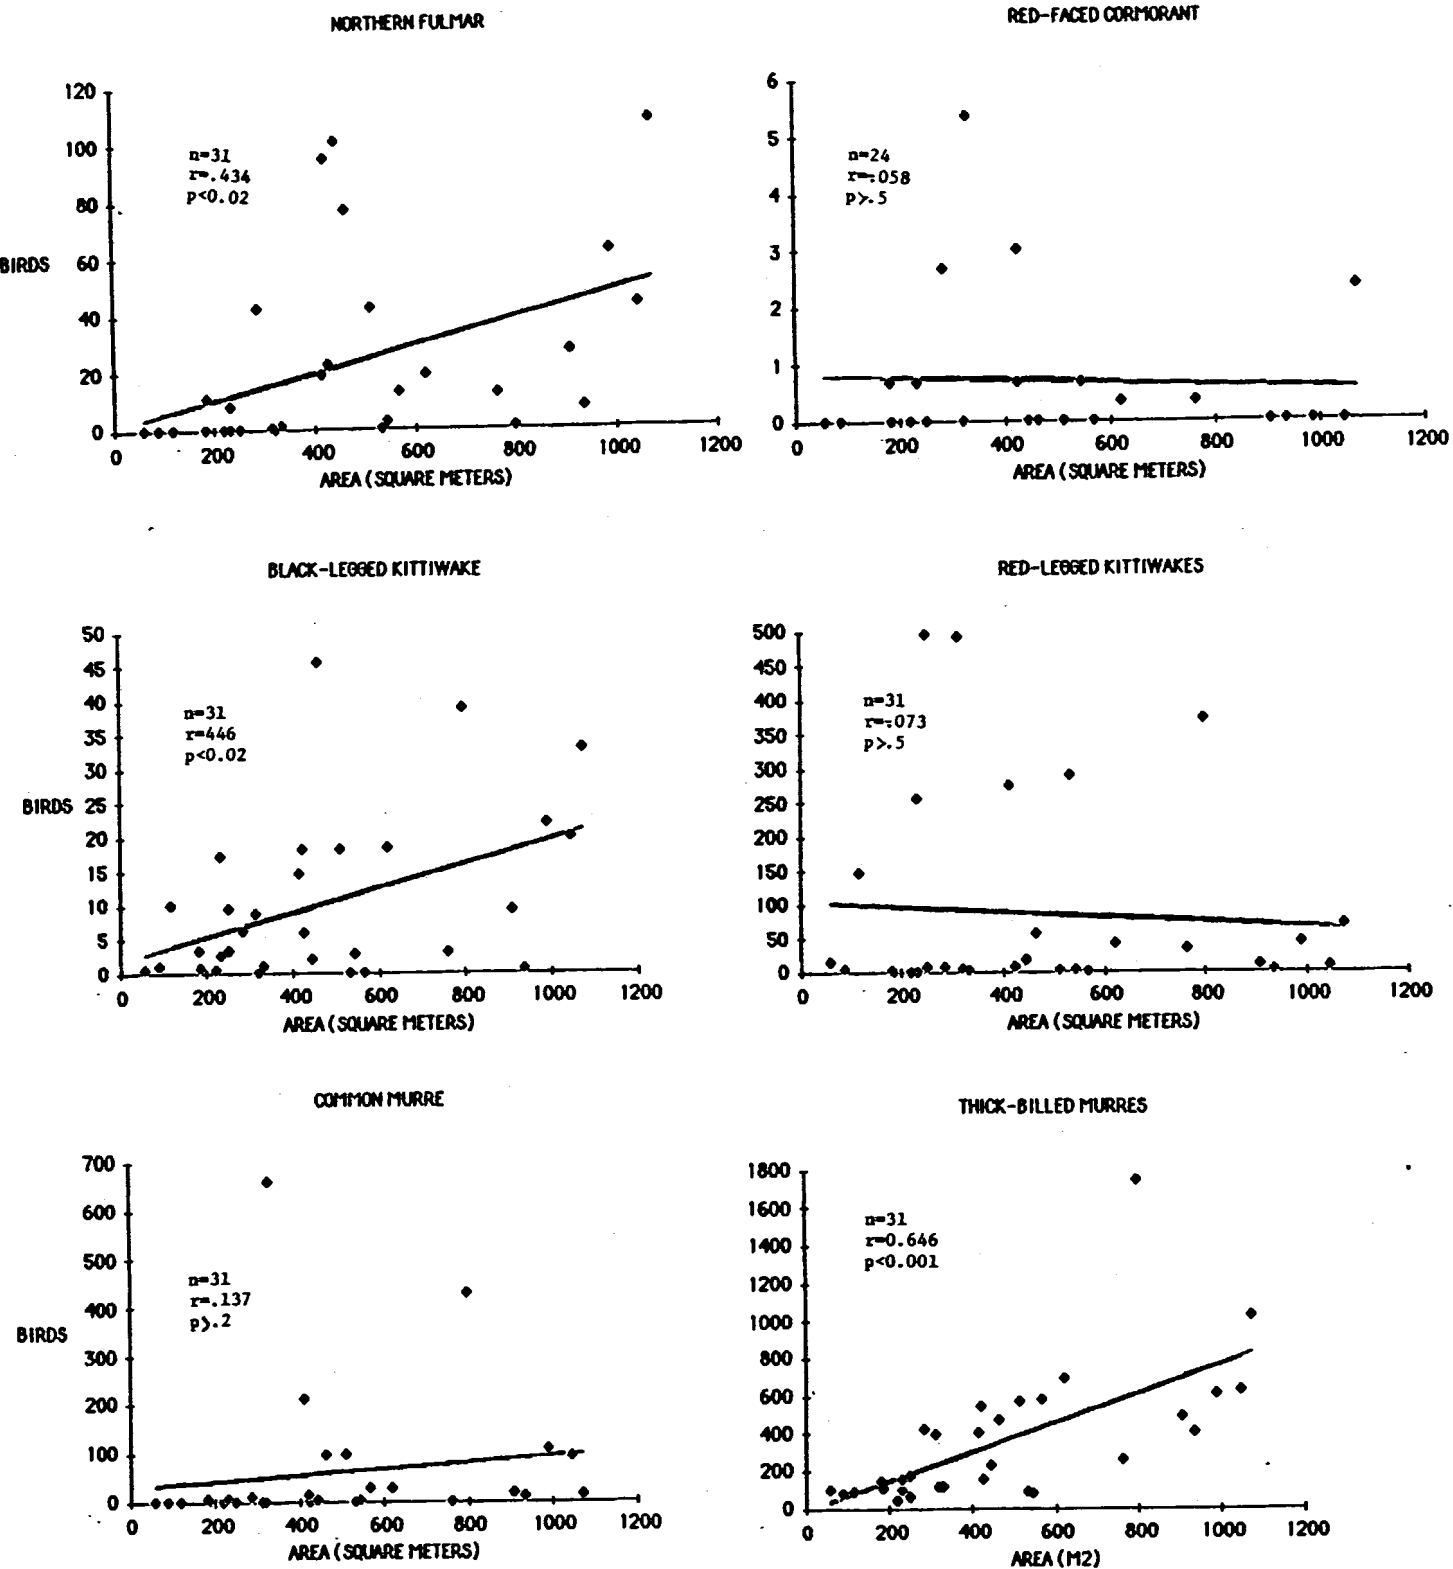 NORTHERN FULMAR
120
100
80
60
40
20
0
BIRDS
n=31
r=.434
p<0.02
0 200 400 600 800 1000 1200
AREA (SQUARE METERS)
RED-FACED CORMORANT
6
5
4
3
2
1
0
n=24
r=-.058
p>.5
0 200 400 600 800 1000 1200
AREA (SQUARE METERS)
BLACK-LEGGED KITTIWAKE
50
45
40
35
30
25
20
15
10
5
0
BIRDS
n=31
r=446
p<0.02
0 200 400 600 800 1000 1200
AREA (SQUARE METERS)
RED-LEGGED KITTIWAKES
500
450
400
350
300
250
200
150
100
50
0
n=31
r=-.073
p>.5
0 200 400 600 800 1000 1200
AREA (SQUARE METERS)
COMMON MURRE
700
600
500
400
300
200
100
0
BIRDS
n=31
r=.137
p>.2
0 200 400 600 800 1000 1200
AREA (SQUARE METERS)
THICK-BILLED MURRES
1800
1600
1400
1200
1000
800
600
400
200
0
n=31
r=0.646
p<0.001
0 200 400 600 800 1000 1200
AREA (M2)